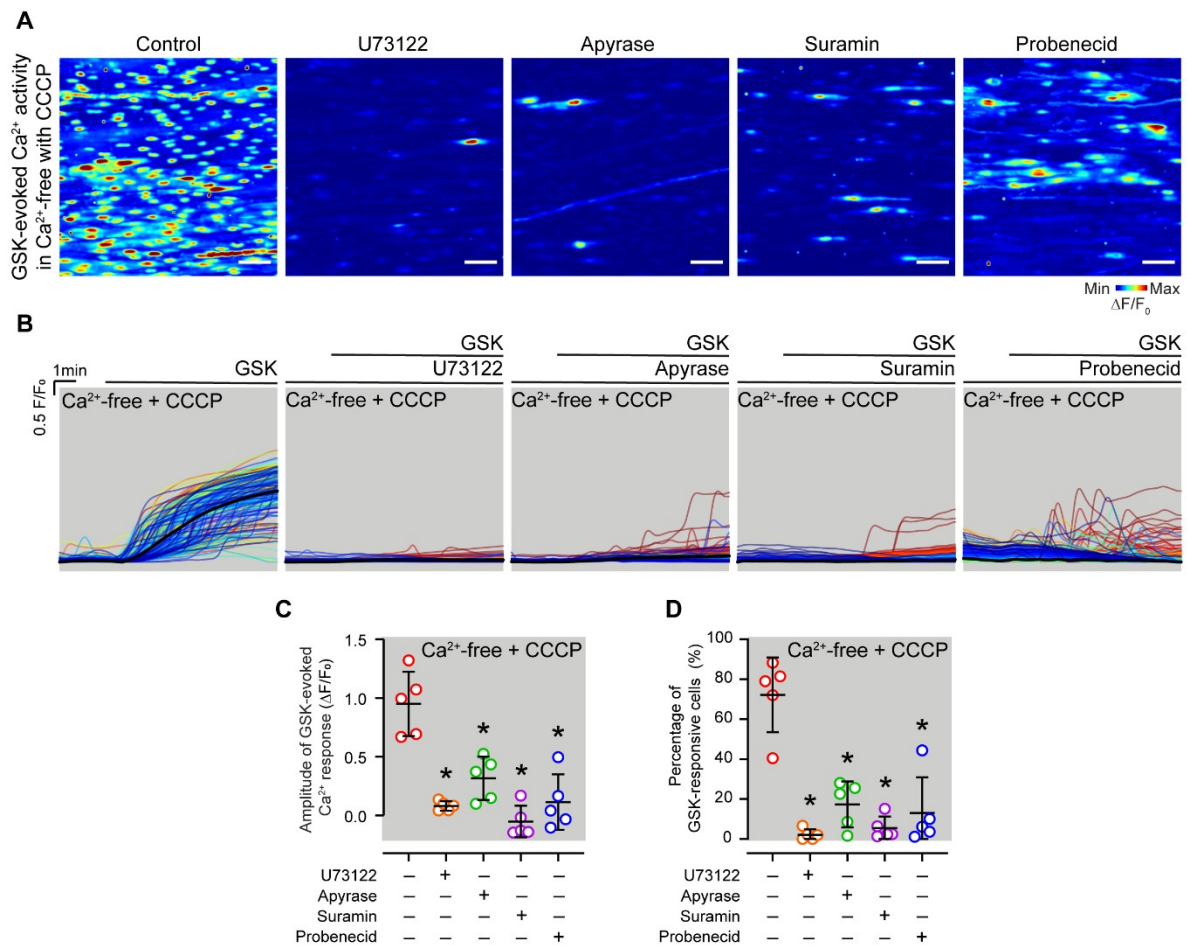 A
Control
U73122
Apyrase
Suramin
Probenecid
GSK-evoked Ca²⁺ activity
in Ca²⁺-free with CCCP
Min Max
ΔF/F₀
B
1min
0.5 F/F₀
GSK
GSK
U73122
GSK
Apyrase
GSK
Suramin
GSK
Probenecid
Ca²⁺-free + CCCP
Ca²⁺-free + CCCP
Ca²⁺-free + CCCP
Ca²⁺-free + CCCP
Ca²⁺-free + CCCP
C
Amplitude of GSK-evoked
Ca²⁺ response (ΔF/F₀)
1.5
1.0
0.5
0.0
Ca²⁺-free + CCCP
* * * *
U73122 – + – – –
Apyrase – – + – –
Suramin – – – + –
Probenecid – – – – +
D
Percentage of
GSK-responsive cells (%)
100
80
60
40
20
0
Ca²⁺-free + CCCP
* * * *
U73122 – + – – –
Apyrase – – + – –
Suramin – – – + –
Probenecid – – – – +